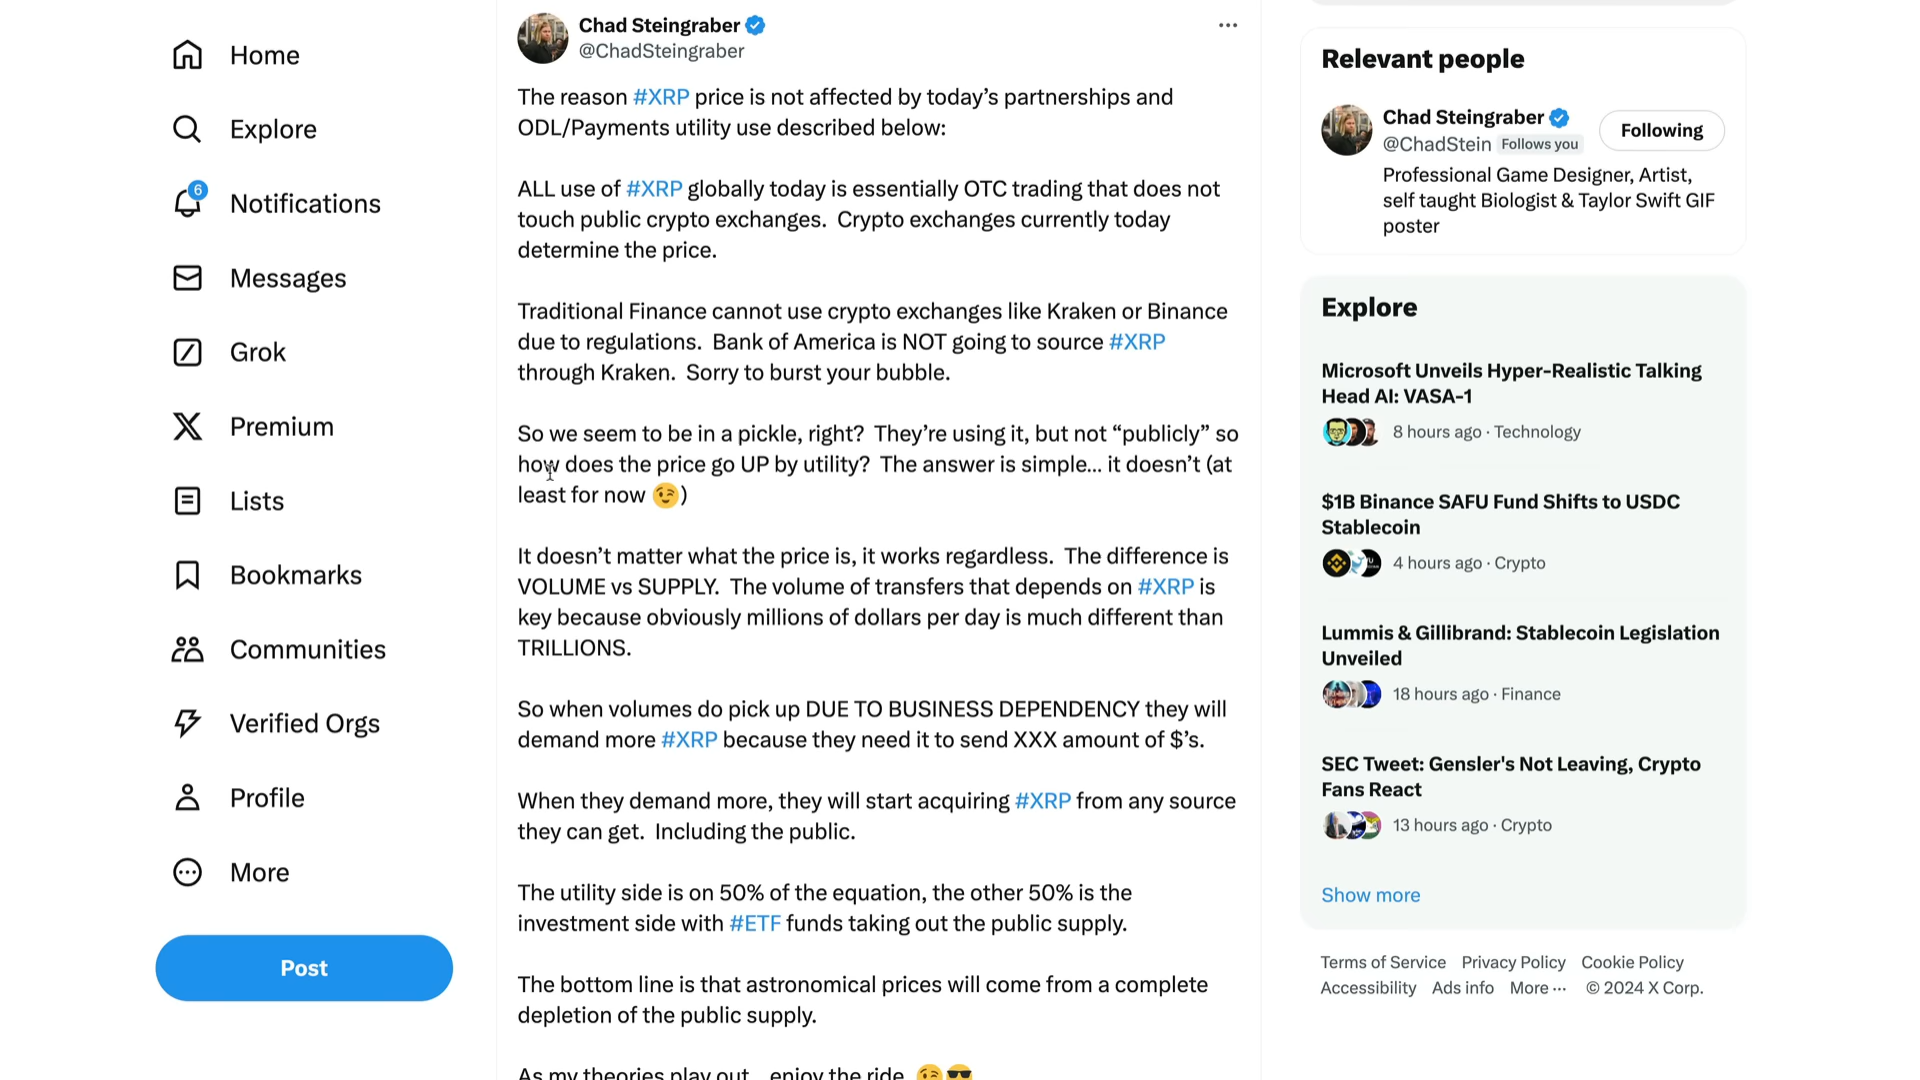 Home
Explore
6
Notifications
Messages
Grok
Premium
Lists
Bookmarks
Communities
Verified Orgs
Profile
More
Post
Chad Steingraber
@ChadSteingraber
The reason #XRP price is not affected by today’s partnerships and
ODL/Payments utility use described below:
ALL use of #XRP globally today is essentially OTC trading that does not
touch public crypto exchanges. Crypto exchanges currently today
determine the price.
Traditional Finance cannot use crypto exchanges like Kraken or Binance
due to regulations. Bank of America is NOT going to source #XRP
through Kraken. Sorry to burst your bubble.
So we seem to be in a pickle, right? They’re using it, but not “publicly” so
how does the price go UP by utility? The answer is simple... it doesn’t (at
least for now 😉)
It doesn’t matter what the price is, it works regardless. The difference is
VOLUME vs SUPPLY. The volume of transfers that depends on #XRP is
key because obviously millions of dollars per day is much different than
TRILLIONS.
So when volumes do pick up DUE TO BUSINESS DEPENDENCY they will
demand more #XRP because they need it to send XXX amount of $’s.
When they demand more, they will start acquiring #XRP from any source
they can get. Including the public.
The utility side is on 50% of the equation, the other 50% is the
investment side with #ETF funds taking out the public supply.
The bottom line is that astronomical prices will come from a complete
depletion of the public supply.
As my theories play out... enjoy the ride. 😉😎
Relevant people
Chad Steingraber
Following
@ChadStein Follows you
Professional Game Designer, Artist,
self taught Biologist & Taylor Swift GIF
poster
Explore
Microsoft Unveils Hyper-Realistic Talking
Head AI: VASA-1
8 hours ago · Technology
$1B Binance SAFU Fund Shifts to USDC
Stablecoin
4 hours ago · Crypto
Lummis & Gillibrand: Stablecoin Legislation
Unveiled
18 hours ago · Finance
SEC Tweet: Gensler's Not Leaving, Crypto
Fans React
13 hours ago · Crypto
Show more
Terms of Service Privacy Policy Cookie Policy
Accessibility Ads info More ··· © 2024 X Corp.